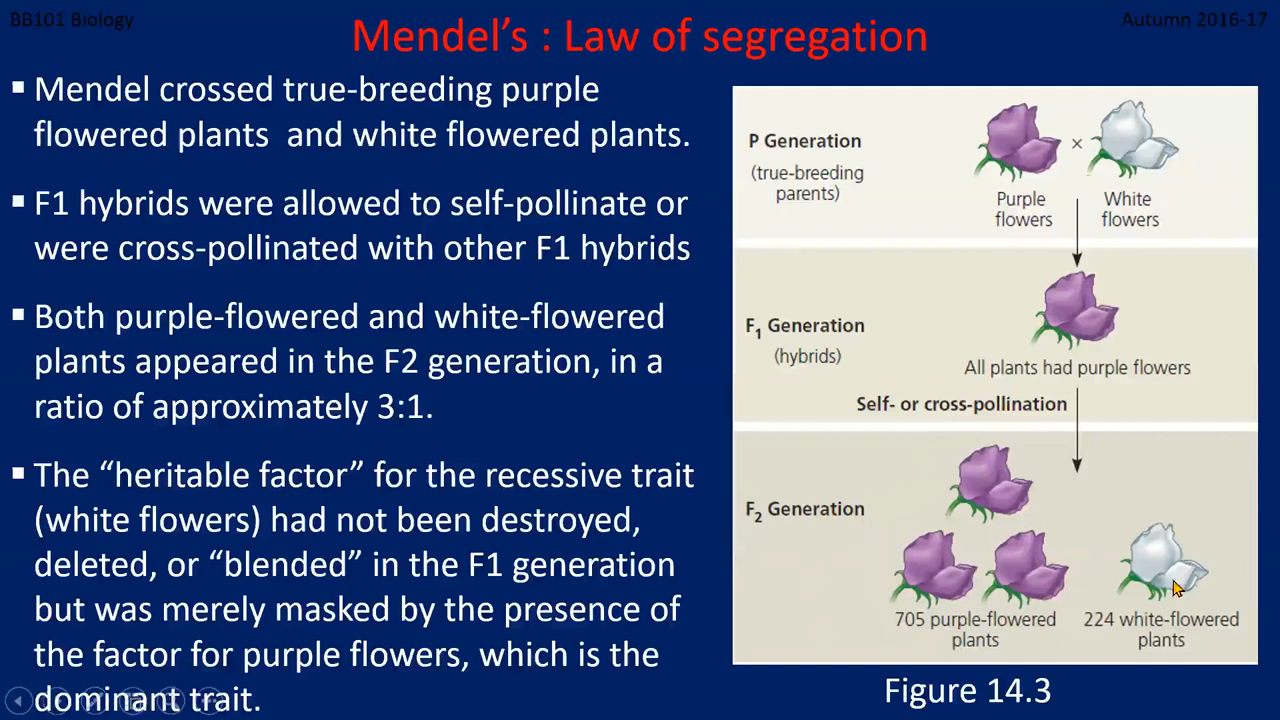 BB101 Biology
Autumn 2016-17
Mendel's : Law of segregation
▪ Mendel crossed true-breeding purple
flowered plants and white flowered plants.
▪ F1 hybrids were allowed to self-pollinate or
were cross-pollinated with other F1 hybrids
▪ Both purple-flowered and white-flowered
plants appeared in the F2 generation, in a
ratio of approximately 3:1.
▪ The “heritable factor” for the recessive trait
(white flowers) had not been destroyed,
deleted, or “blended” in the F1 generation
but was merely masked by the presence of
the factor for purple flowers, which is the
dominant trait.
P Generation
(true-breeding
parents)
×
Purple
flowers
White
flowers
F₁ Generation
(hybrids)
All plants had purple flowers
Self- or cross-pollination
F₂ Generation
705 purple-flowered
plants
224 white-flowered
plants
Figure 14.3